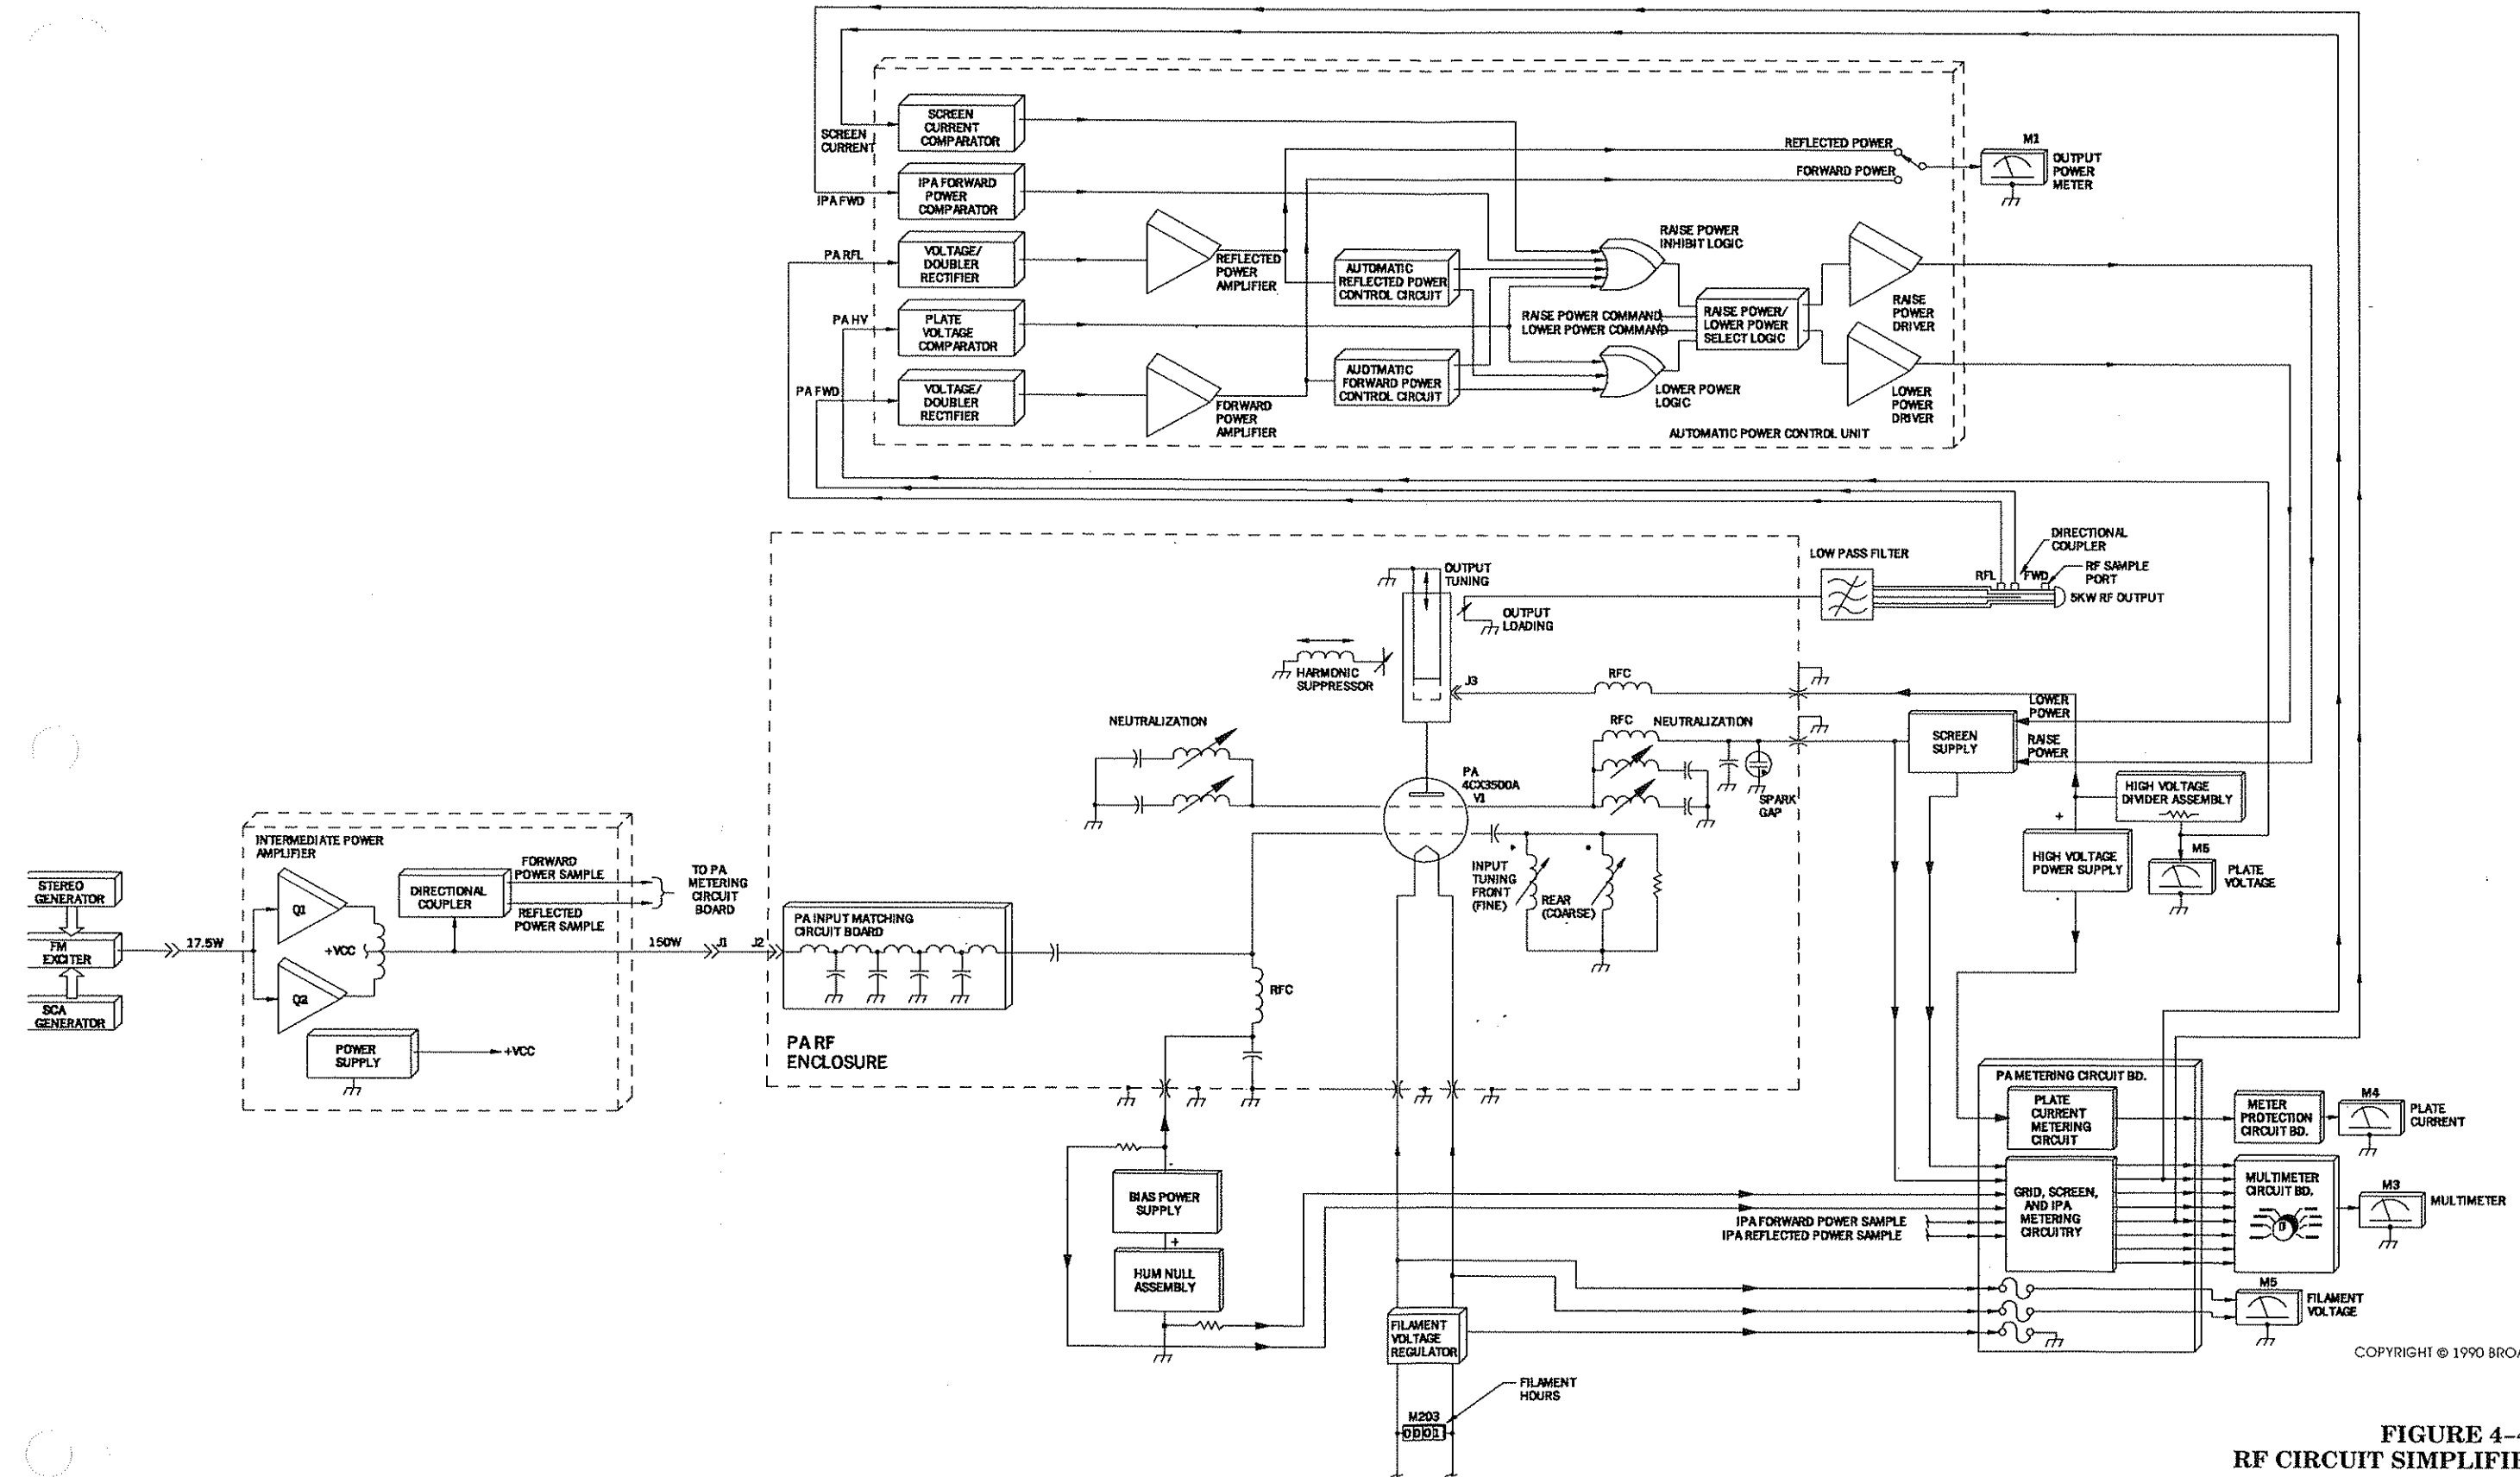 SCREEN
CURRENT
COMPARATOR
SCREEN
CURRENT
IPA FORWARD
POWER
COMPARATOR
IPA FWD
VOLTAGE/
DOUBLER
RECTIFIER
PA RFL
PLATE
VOLTAGE
COMPARATOR
PA HV
VOLTAGE/
DOUBLER
RECTIFIER
PA FWD
REFLECTED
POWER
AMPLIFIER
FORWARD
POWER
AMPLIFIER
AUTOMATIC
REFLECTED POWER
CONTROL CIRCUIT
AUDTMATIC
FORWARD POWER
CONTROL CIRCUIT
REFLECTED POWER
FORWARD POWER
RAISE POWER
INHIBIT LOGIC
RAISE POWER COMMAND
LOWER POWER COMMAND
RAISE POWER/
LOWER POWER
SELECT LOGIC
LOWER POWER
LOGIC
RAISE
POWER
DRIVER
LOWER
POWER
DRIVER
AUTOMATIC POWER CONTROL UNIT
M1
OUTPUT
POWER
METER
DIRECTIONAL
COUPLER
LOW PASS FILTER
RFL
FWD
RF SAMPLE
PORT
5KW RF OUTPUT
OUTPUT
TUNING
OUTPUT
LOADING
HARMONIC
SUPPRESSOR
J3
RFC
NEUTRALIZATION
RFC
NEUTRALIZATION
PA
4CX3500A
V1
SPARK
GAP
LOWER
POWER
RAISE
POWER
SCREEN
SUPPLY
HIGH VOLTAGE
DIVIDER ASSEMBLY
+
HIGH VOLTAGE
POWER SUPPLY
M6
PLATE
VOLTAGE
INPUT
TUNING
FRONT
(FINE)
REAR
(COARSE)
INTERMEDIATE POWER
AMPLIFIER
STEREO
GENERATOR
FM
EXCITER
SCA
GENERATOR
17.5W
Q1
Q2
+VCC
DIRECTIONAL
COUPLER
FORWARD
POWER SAMPLE
REFLECTED
POWER SAMPLE
TO PA
METERING
CIRCUIT
BOARD
POWER
SUPPLY
+VCC
150W
J1
J2
PA INPUT MATCHING
CIRCUIT BOARD
RFC
PA RF
ENCLOSURE
-
BIAS POWER
SUPPLY
+
HUM NULL
ASSEMBLY
FILAMENT
VOLTAGE
REGULATOR
FILAMENT
HOURS
M203
0001
IPA FORWARD POWER SAMPLE
IPA REFLECTED POWER SAMPLE
PA METERING CIRCUIT BD.
PLATE
CURRENT
METERING
CIRCUIT
GRID, SCREEN,
AND IPA
METERING
CIRCUITRY
METER
PROTECTION
CIRCUIT BD.
M4
PLATE
CURRENT
MULTIMETER
CIRCUIT BD.
M3
MULTIMETER
M5
FILAMENT
VOLTAGE
COPYRIGHT © 1990 BROA
FIGURE 4-4
RF CIRCUIT SIMPLIFIE